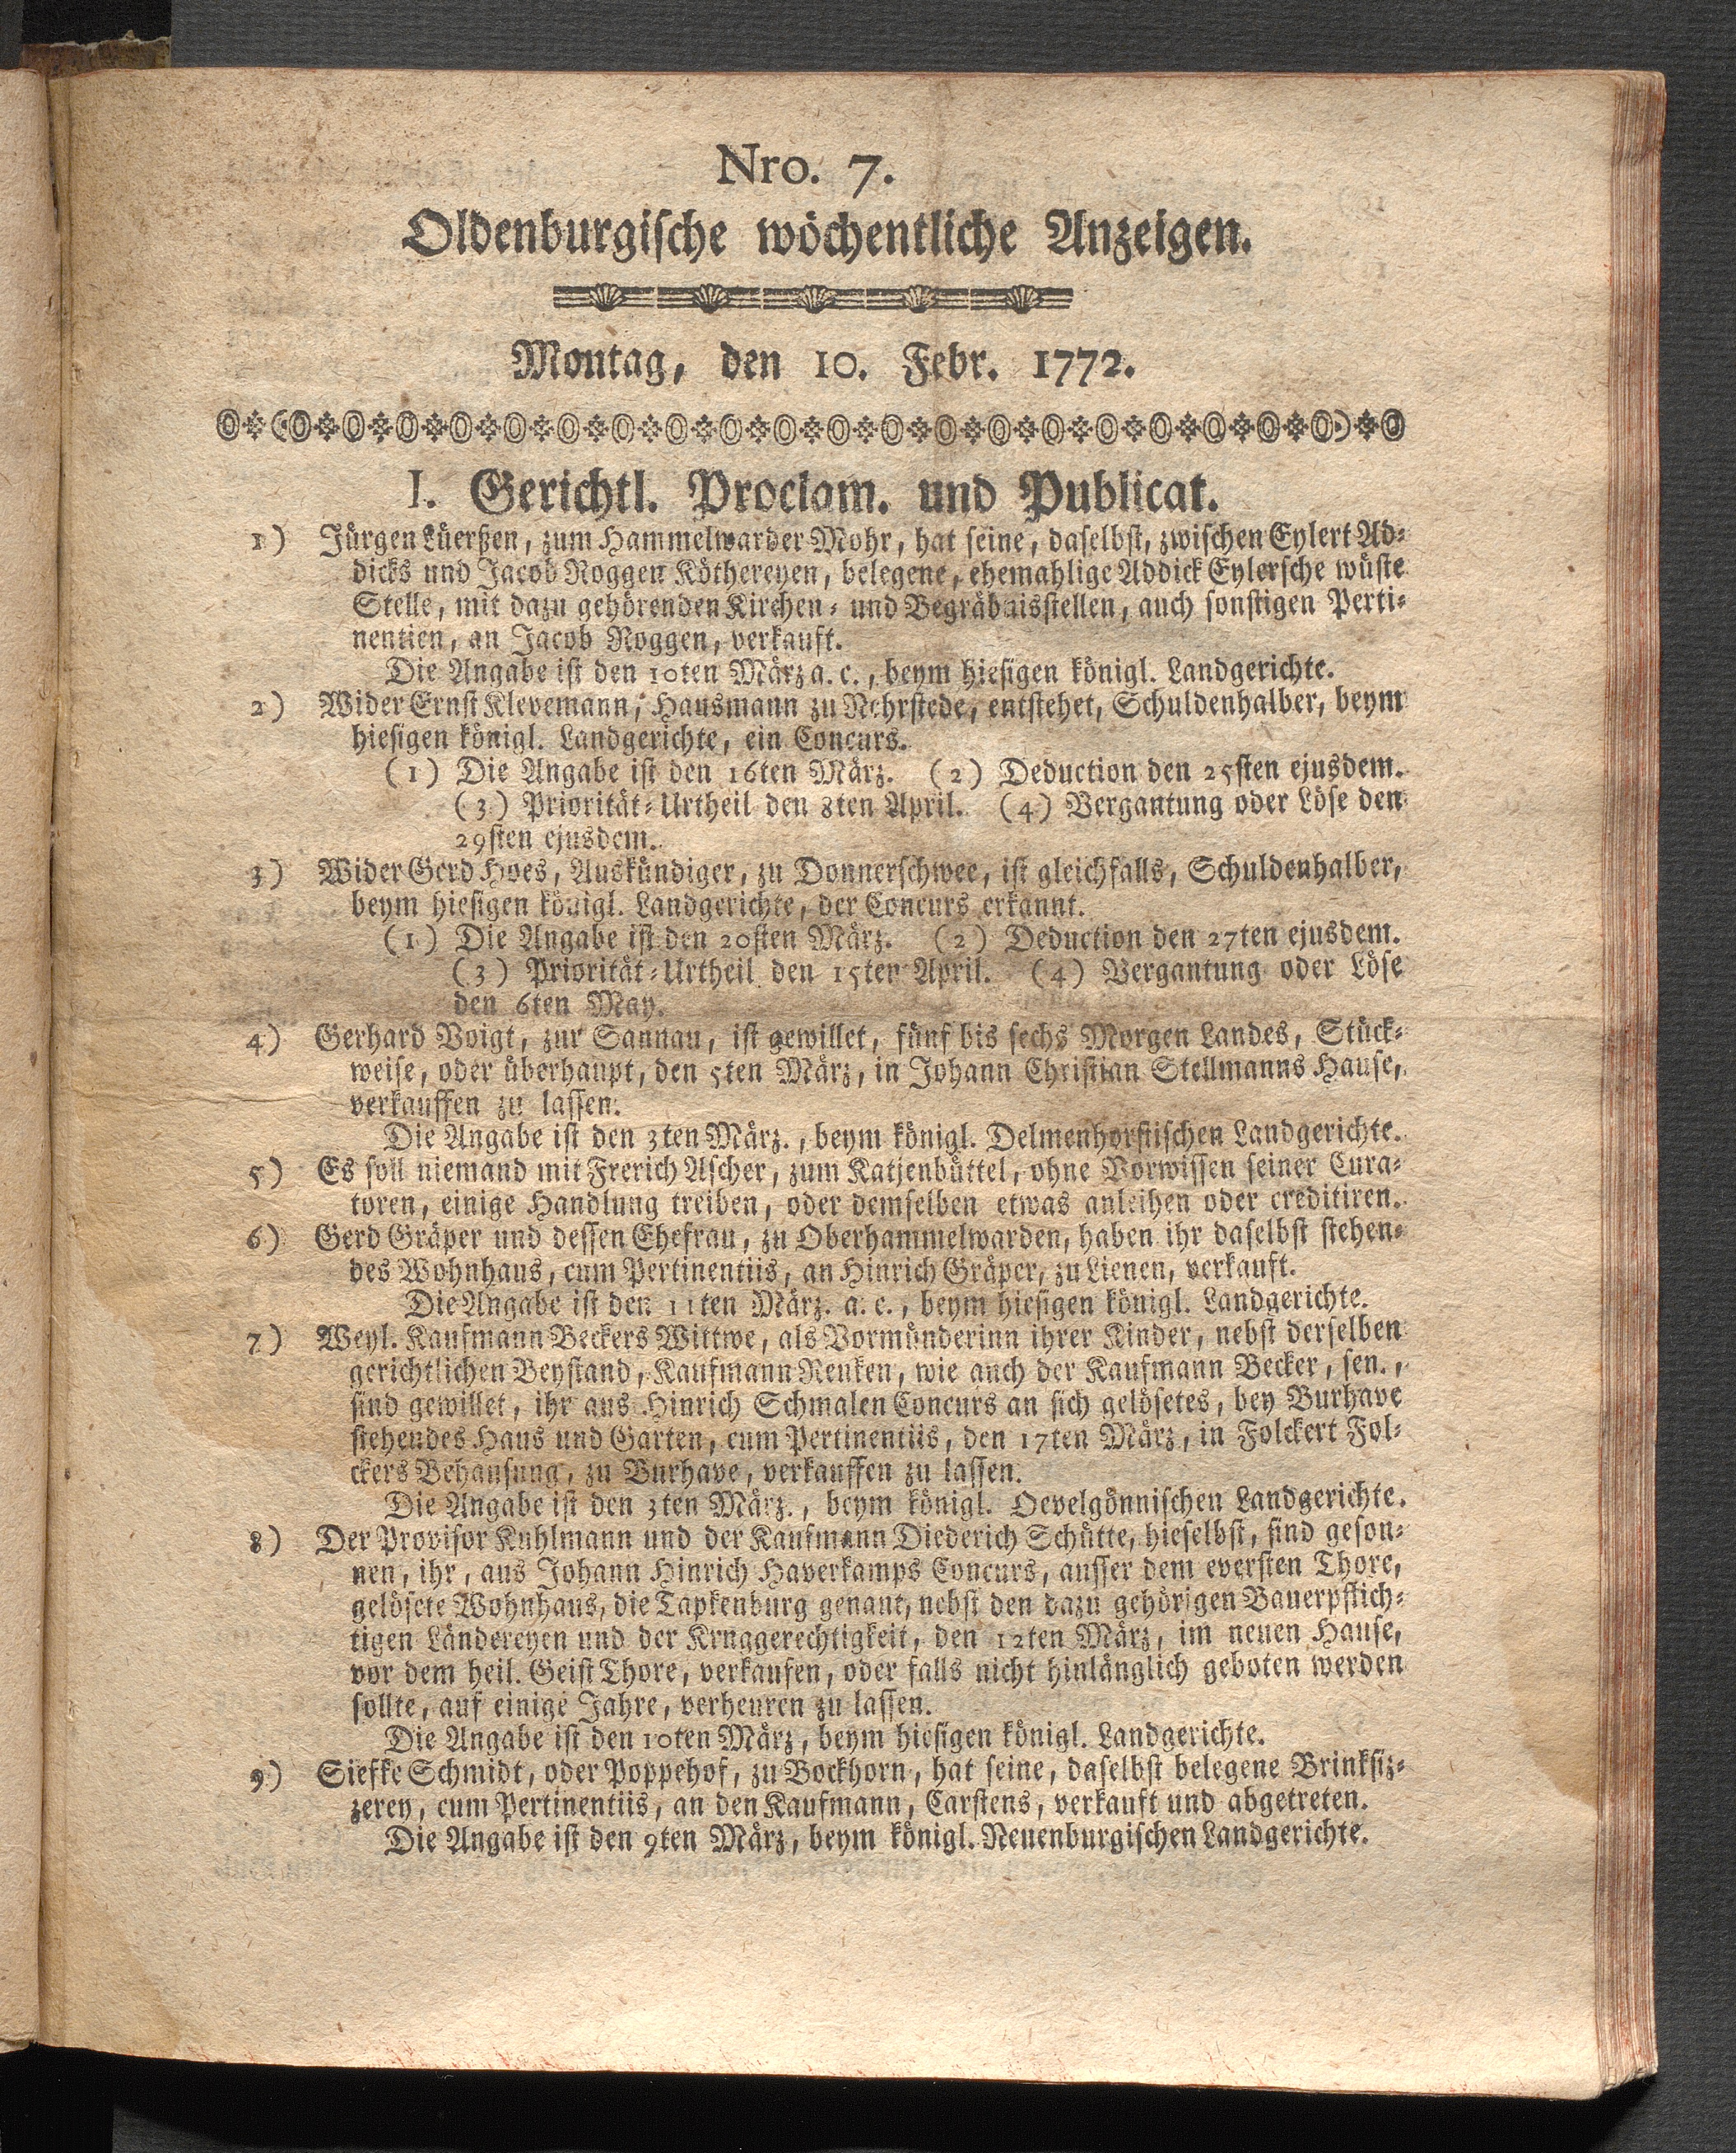 Nro. 7.
Oldenburgische wöchentliche Anzeigen.
Montag, den 10. Febr. 1772.
I. Gerichtl. Proclam. und Publicat.
1) Jürgen Lüerßen, zum Hammelwarder-Mohr, hat seine, daselbst, zwischen Eylert Ad-
dicks und Jacob Roggen Köthereyen, belegene, ehemahlige Addick Eylersche wüste
Stelle, mit dazu gehörenden Kirchen- und Begräbnisstellen, auch sonstigen Perti-
nentien, an Jacob Roggen, verkauft.
Die Angabe ist den 10ten März a. c., beym hiesigen königl. Landgerichte.
2) Wider Ernst Klevemann, Hausmann zu Nehrstede, entstehet, Schuldenhalber, beym
hiesigen königl. Landgerichte, ein Concurs.
(1) Die Angabe ist den 16ten März. (2) Deduction den 25sten ejusdem.
(3) Priorität-Urtheil den 8ten April. (4) Vergantung oder Löse den
29sten ejusdem.
3) Wider Gerd Hoes, Auskündiger, zu Donnerschwee, ist gleichfalls, Schuldenhalber,
beym hiesigen königl. Landgerichte, der Concurs erkannt.
(1) Die Angabe ist den 20sten März. (2) Deduction den 27ten ejusdem.
(3) Priorität-Urtheil den 15ten April. (4) Vergantung oder Löse
den 6ten May.
4) Gerhard Voigt, zur Sannau, ist gewillet, fünf bis sechs Morgen Landes, Stück-
weise, oder überhaupt, den 5ten März, in Johann Christian Stellmanns Hause,
verkauffen zu lassen.
Die Angabe ist den 3ten März., beym königl. Delmenhorstischen Landgerichte.
5) Es soll niemand mit Frerich Ascher, zum Katjenbüttel, ohne Vorwissen seiner Cura-
toren, einige Handlung treiben, oder demselben etwas anleihen oder creditiren.
6) Gerd Gräper und dessen Ehefrau, zu Oberhammelwarden, haben ihr daselbst stehen-
des Wohnhaus, cum Pertinentiis, an Hinrich Gräper, zu Lienen, verkauft.
Die Angabe ist den 11ten März. a. c., beym hiesigen königl. Landgerichte.
7) Weyl. Kaufmann Beckers Wittwe, als Vormünderinn ihrer Kinder, nebst derselben
gerichtlichen Beystand, Kaufmann Reuken, wie auch der Kaufmann Becker, sen.,
sind gewillet, ihr aus Hinrich Schmalen Concurs an sich gelösetes, bey Burhave
stehendes Haus und Garten, cum Pertinentiis, den 17ten März, in Folckert Fol-
ckers Behausung, zu Burhave, verkauffen zu lassen.
Die Angabe ist den 3ten März., beym königl. Oevelgönnischen Landgerichte.
8) Der Provisor Kuhlmann und der Kaufmann Diederich Schütte, hieselbst, sind geson-
nen, ihr, aus Johann Hinrich Haverkamps Concurs, ausser dem eversten Thore,
gelösete Wohnhaus, die Tapkenburg genant, nebst den dazu gehörigen Bauerpflich-
tigen Ländereyen und der Kruggerechtigkeit, den 12ten März, im neuen Hause,
vor dem heil. Geist Thore, verkaufen, oder falls nicht hinlänglich geboten werden
sollte, auf einige Jahre, verheuren zu lassen.
Die Angabe ist den 10ten März, beym hiesigen königl. Landgerichte.
9) Siefke Schmidt, oder Poppehof, zu Bockhorn, hat seine, daselbst belegene Brinksiz-
zerey, cum Pertinentiis, an den Kaufmann, Carstens, verkauft und abgetreten.
Die Angabe ist den 9ten März, beym königl. Neuenburgischen Landgerichte.